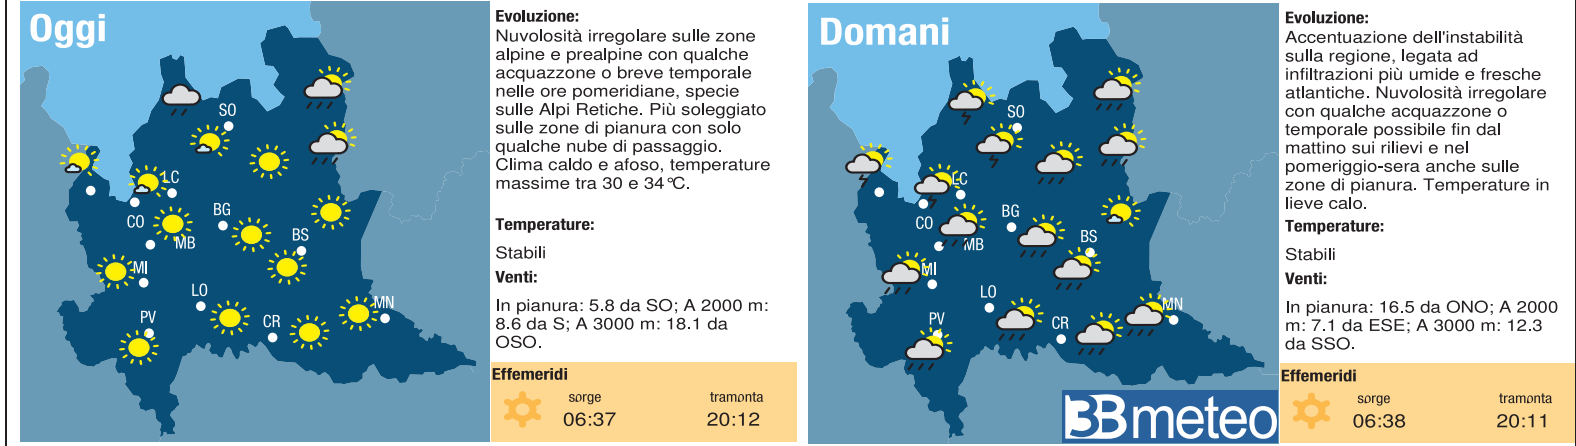 Oggi
SO
LC
CO
BG
MB
BS
MI
LO
MN
PV
CR
Evoluzione:
Nuvolosità irregolare sulle zone
alpine e prealpine con qualche
acquazzone o breve temporale
nelle ore pomeridiane, specie
sulle Alpi Retiche. Più soleggiato
sulle zone di pianura con solo
qualche nube di passaggio.
Clima caldo e afoso, temperature
massime tra 30 e 34°C.
Temperature:
Stabili
Venti:
In pianura: 5.8 da SO; A 2000 m:
8.6 da S; A 3000 m: 18.1 da
OSO.
Effemeridi
sorge
tramonta
06:37
20:12
Domani
SO
LC
CO
BG
MB
BS
MI
LO
MN
PV
CR
3Bmeteo
Evoluzione:
Accentuazione dell'instabilità
sulla regione, legata ad
infiltrazioni più umide e fresche
atlantiche. Nuvolosità irregolare
con qualche acquazzone o
temporale possibile fin dal
mattino sui rilievi e nel
pomeriggio-sera anche sulle
zone di pianura. Temperature in
lieve calo.
Temperature:
Stabili
Venti:
In pianura: 16.5 da ONO; A 2000
m: 7.1 da ESE; A 3000 m: 12.3
da SSO.
Effemeridi
sorge
tramonta
06:38
20:11